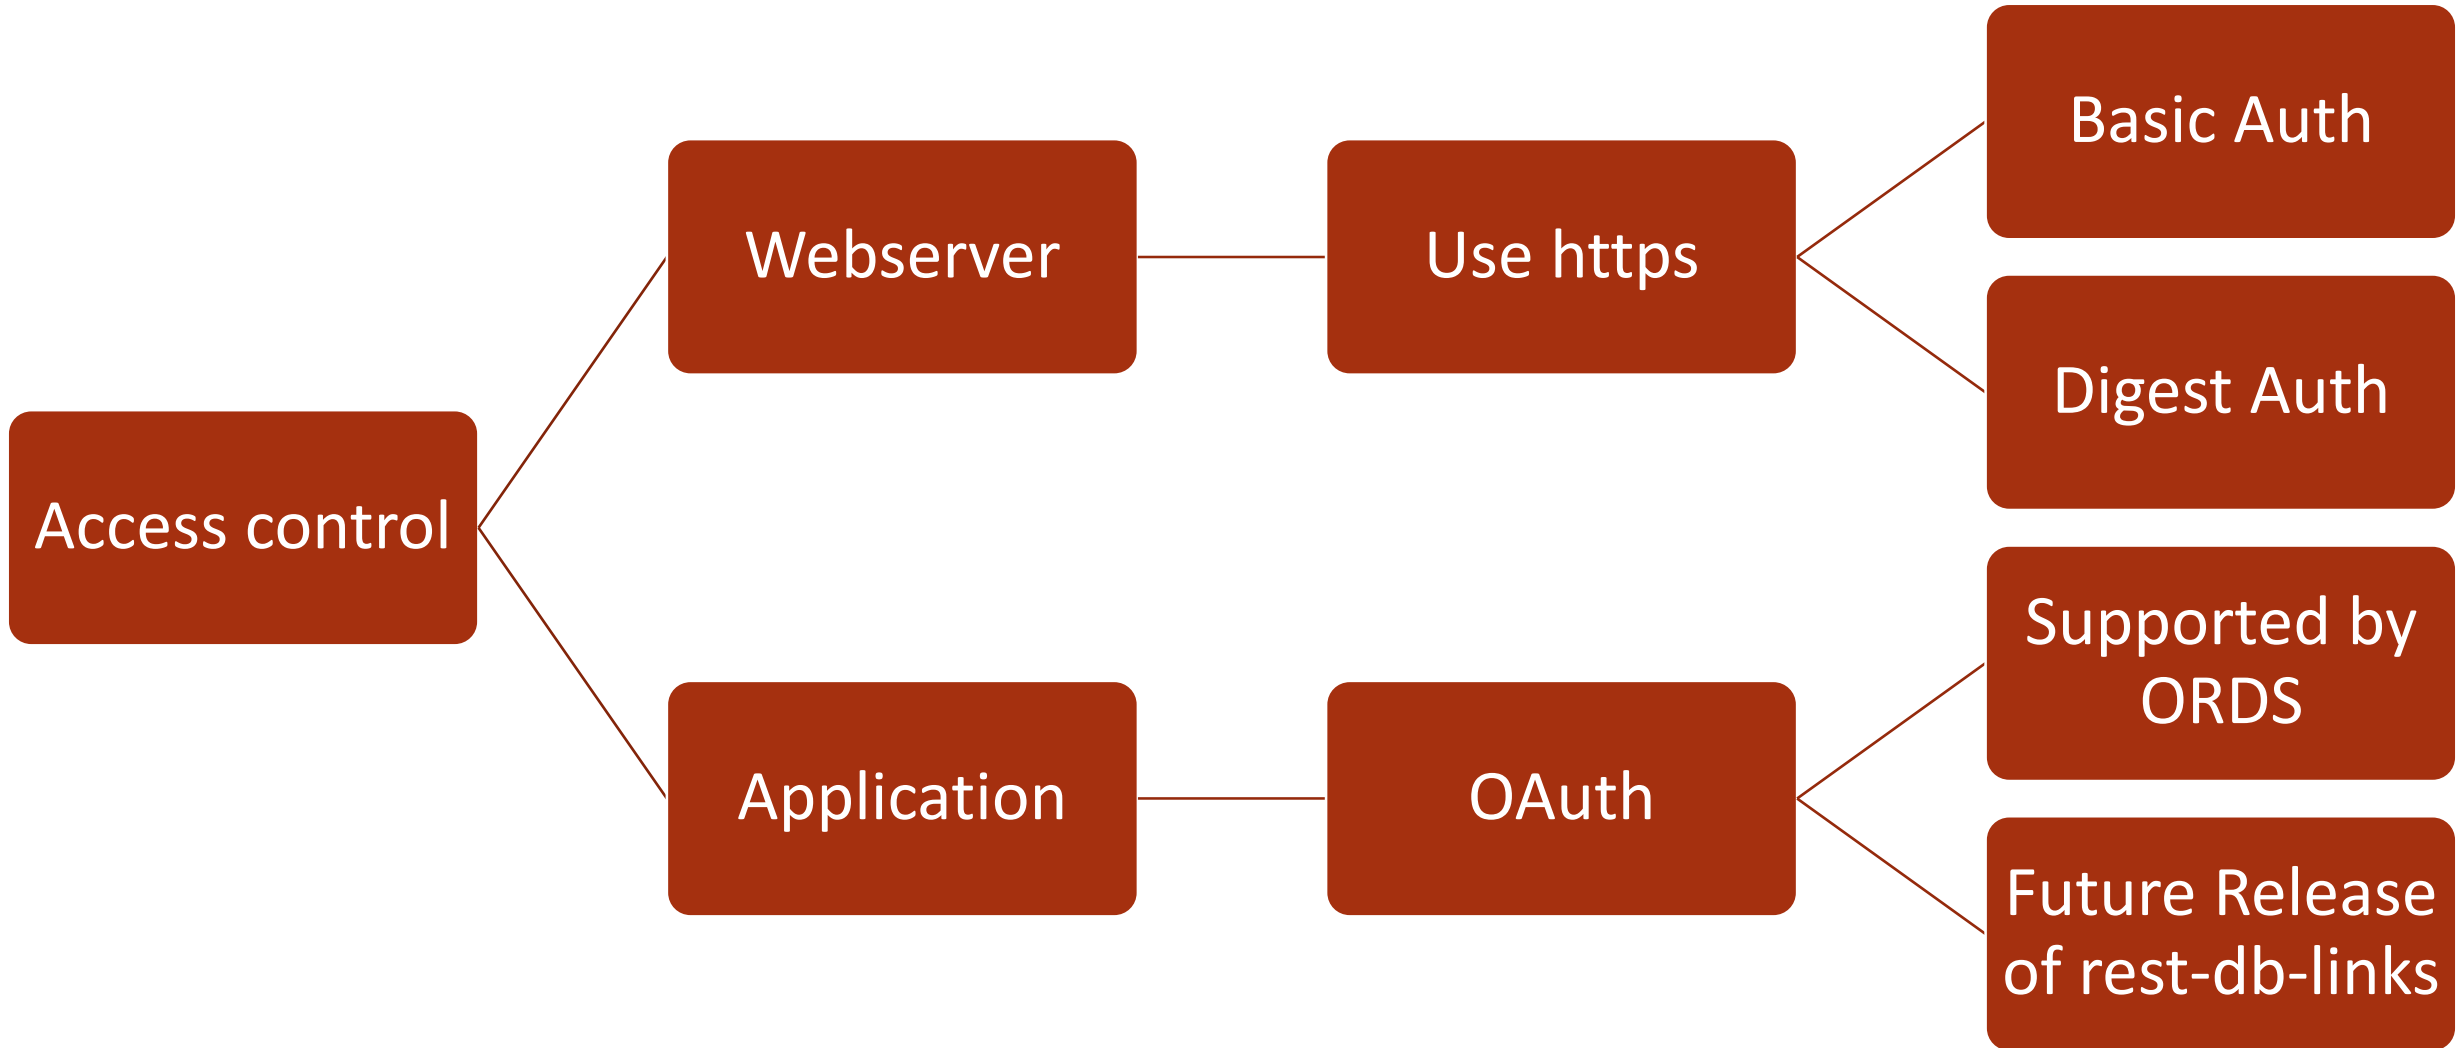 Access control
Webserver
Use https
Basic Auth
Digest Auth
Application
OAuth
Supported by
ORDS
Future Release
of rest-db-links